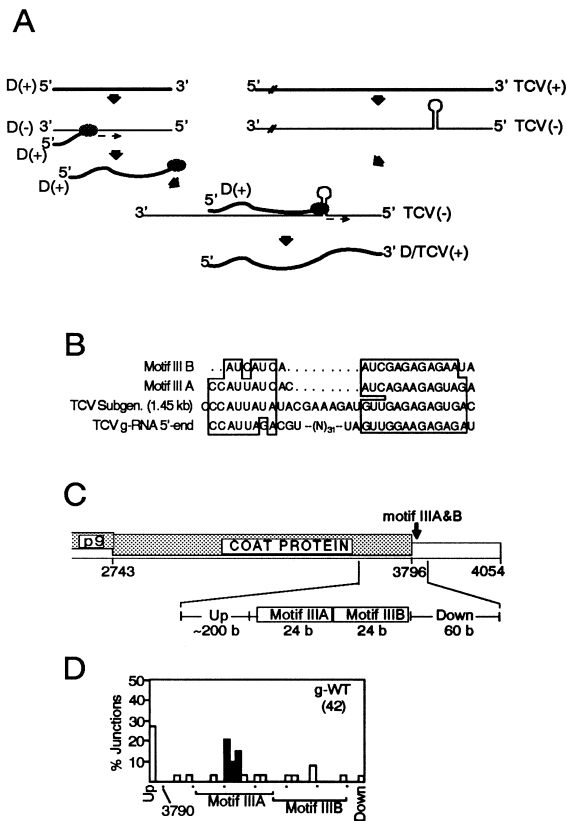 A
D(+) 5' 3' 5' 3' TCV(+)
D(-) 3' 5' 3' 5' TCV(-)
5'
D(+)
5'
D(+)
D(+)
3' 5' TCV(-)
5' 3' D/TCV(+)
B
Motif III B . . AUCAUCA. . . . . . . . . AUCGAGAGAGAAUA
Motif III A CCAUUAUCAC. . . . . . . . AUCAGAAGAGUAGA
TCV Subgen. (1.45 kb) CCCAUUAUAUACGAAAGAUGUUGAGAGAGUGAC
TCV g-RNA 5'-end CCAUUAGACGU --(N)31--UAGUUGGAAGAGAGAU
C
motif IIIA&B
p9 COAT PROTEIN
2743 3796 4054
Up Motif IIIA Motif IIIB Down
~200 b 24 b 24 b 60 b
D
50
40
30
20
10
% Junctions
g-WT
(42)
Up 3790 Motif IIIA Motif IIIB Down